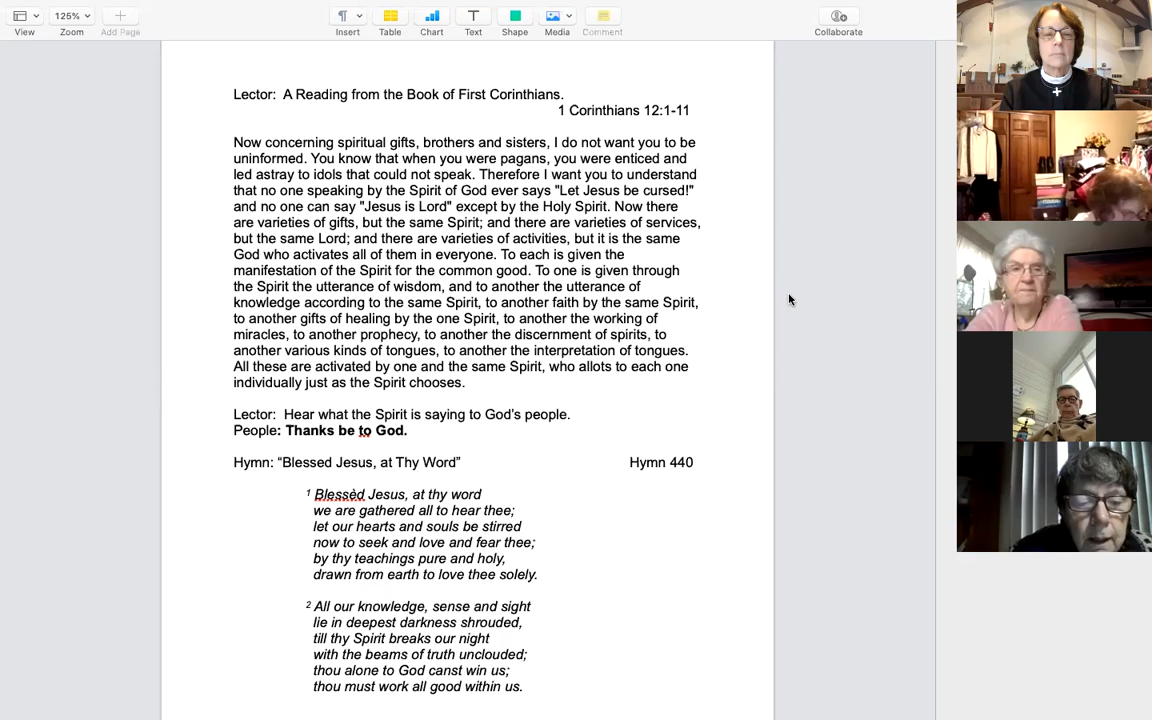 View
125%
Zoom
Add Page
Insert
Table
Chart
Text
Shape
Media
Comment
Collaborate
Lector:  A Reading from the Book of First Corinthians.
1 Corinthians 12:1-11
Now concerning spiritual gifts, brothers and sisters, I do not want you to be
uninformed. You know that when you were pagans, you were enticed and
led astray to idols that could not speak. Therefore I want you to understand
that no one speaking by the Spirit of God ever says "Let Jesus be cursed!"
and no one can say "Jesus is Lord" except by the Holy Spirit. Now there
are varieties of gifts, but the same Spirit; and there are varieties of services,
but the same Lord; and there are varieties of activities, but it is the same
God who activates all of them in everyone. To each is given the
manifestation of the Spirit for the common good. To one is given through
the Spirit the utterance of wisdom, and to another the utterance of
knowledge according to the same Spirit, to another faith by the same Spirit,
to another gifts of healing by the one Spirit, to another the working of
miracles, to another prophecy, to another the discernment of spirits, to
another various kinds of tongues, to another the interpretation of tongues.
All these are activated by one and the same Spirit, who allots to each one
individually just as the Spirit chooses.
Lector:  Hear what the Spirit is saying to God’s people.
People: Thanks be to God.
Hymn: “Blessed Jesus, at Thy Word” Hymn 440
1 Blessèd Jesus, at thy word
we are gathered all to hear thee;
let our hearts and souls be stirred
now to seek and love and fear thee;
by thy teachings pure and holy,
drawn from earth to love thee solely.
2 All our knowledge, sense and sight
lie in deepest darkness shrouded,
till thy Spirit breaks our night
with the beams of truth unclouded;
thou alone to God canst win us;
thou must work all good within us.